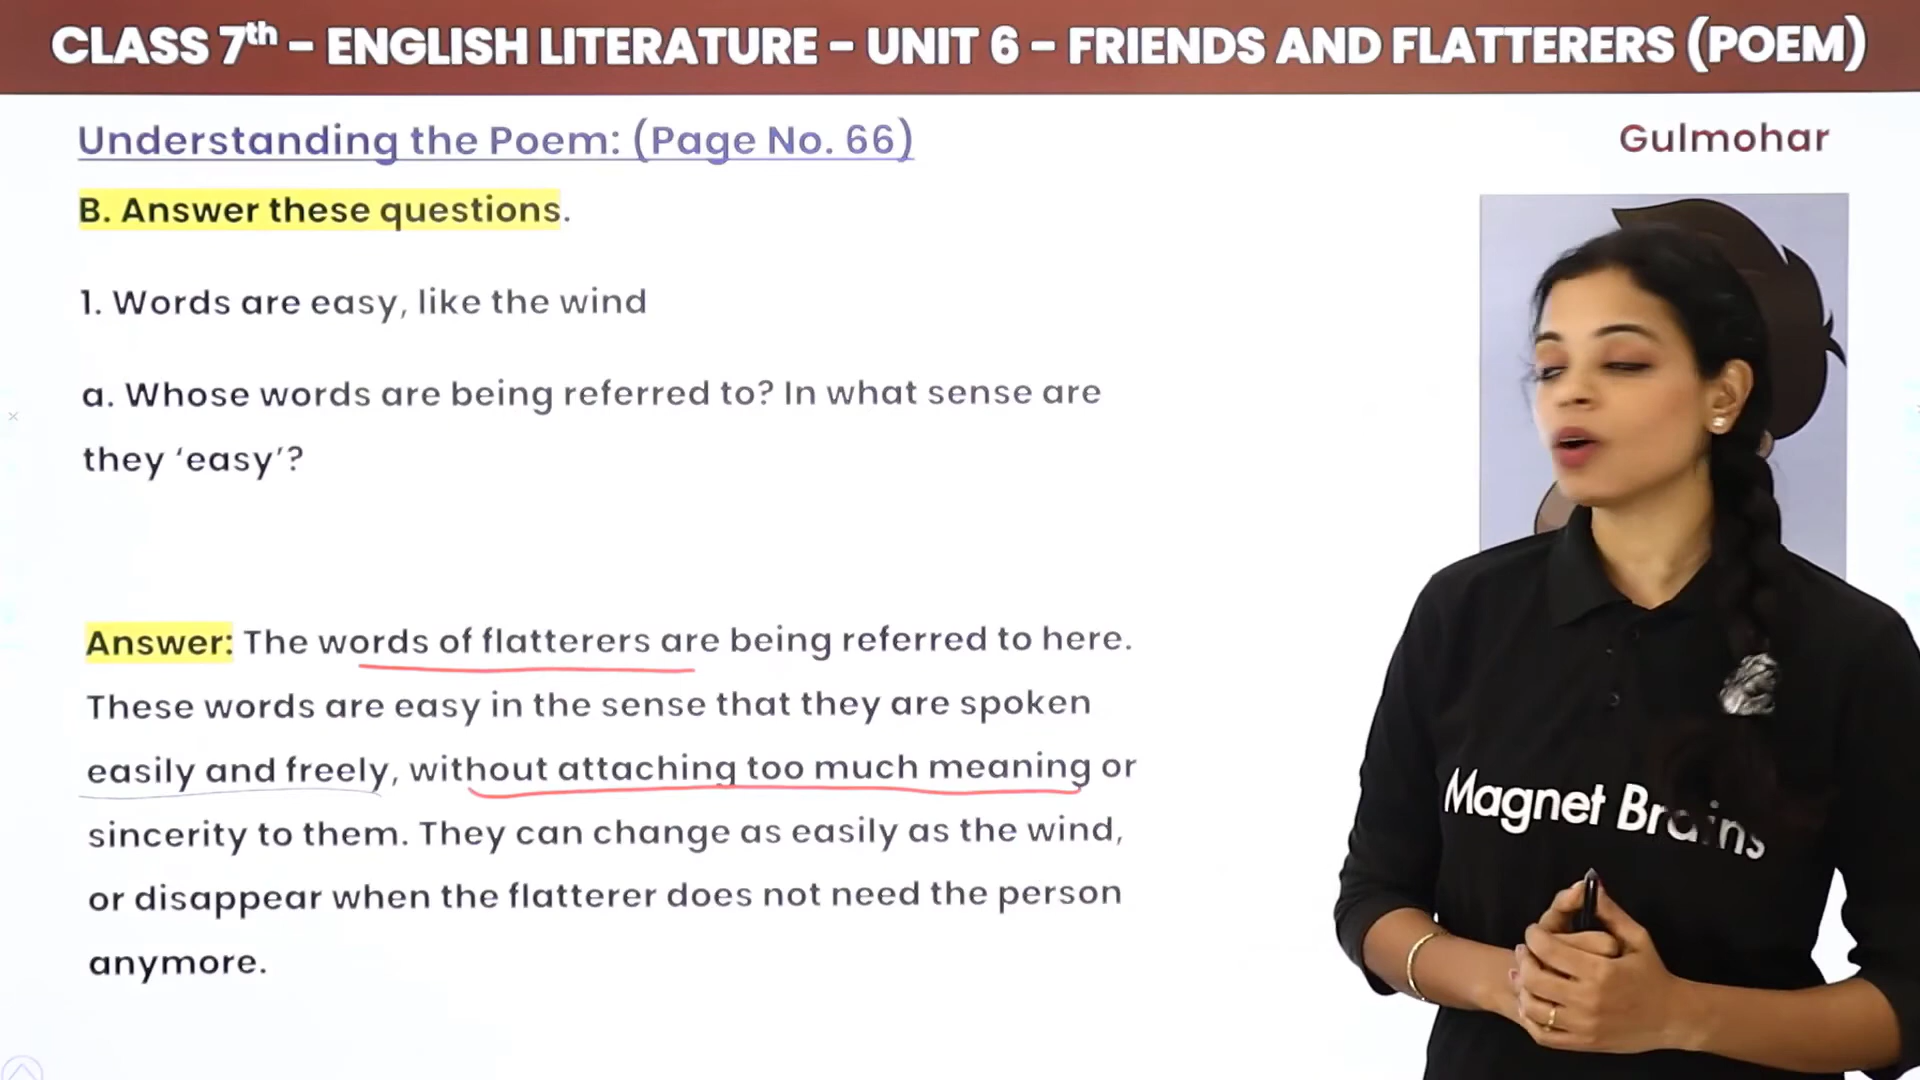 CLASS 7th – ENGLISH LITERATURE – UNIT 6 – FRIENDS AND FLATTERERS (POEM)
Understanding the Poem: (Page No. 66)
Gulmohar
B. Answer these questions.
1. Words are easy, like the wind
a. Whose words are being referred to? In what sense are
they ‘easy’?
Answer: The words of flatterers are being referred to here.
These words are easy in the sense that they are spoken
easily and freely, without attaching too much meaning or
sincerity to them. They can change as easily as the wind,
or disappear when the flatterer does not need the person
anymore.
Magnet Brains